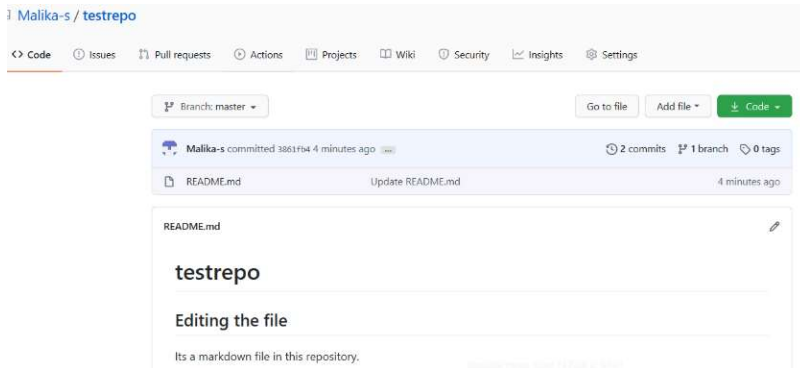 Malika-s / testrepo
Code Issues Pull requests Actions Projects Wiki Security Insights Settings
Branch: master Go to file Add file Code
Malika-s committed 3861fb4 4 minutes ago ... 2 commits 1 branch 0 tags
README.md Update README.md 4 minutes ago
README.md
testrepo
Editing the file
Its a markdown file in this repository.